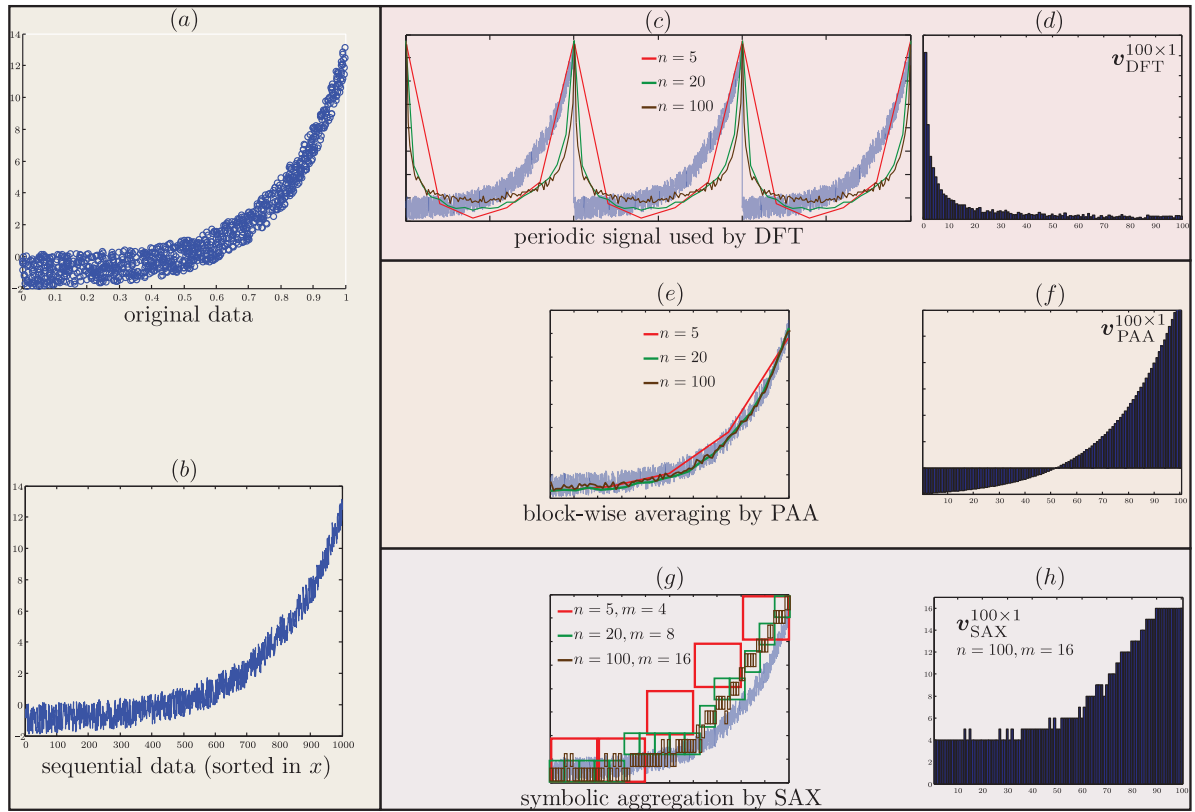 (a)
14
12
10
8
6
4
2
0
−2
0 0.1 0.2 0.3 0.4 0.5 0.6 0.7 0.8 0.9 1
original data
(b)
14
12
10
8
6
4
2
0
−2
0 100 200 300 400 500 600 700 800 900 1000
sequential data (sorted in x)
(c)
n = 5
n = 20
n = 100
periodic signal used by DFT
(d)
v_DFT^{100×1}
0 10 20 30 40 50 60 70 80 90 100
(e)
n = 5
n = 20
n = 100
block-wise averaging by PAA
(f)
v_PAA^{100×1}
10 20 30 40 50 60 70 80 90 100
(g)
n = 5, m = 4
n = 20, m = 8
n = 100, m = 16
symbolic aggregation by SAX
(h)
v_SAX^{100×1}
n = 100, m = 16
16
14
12
10
8
6
4
2
0
10 20 30 40 50 60 70 80 90 100